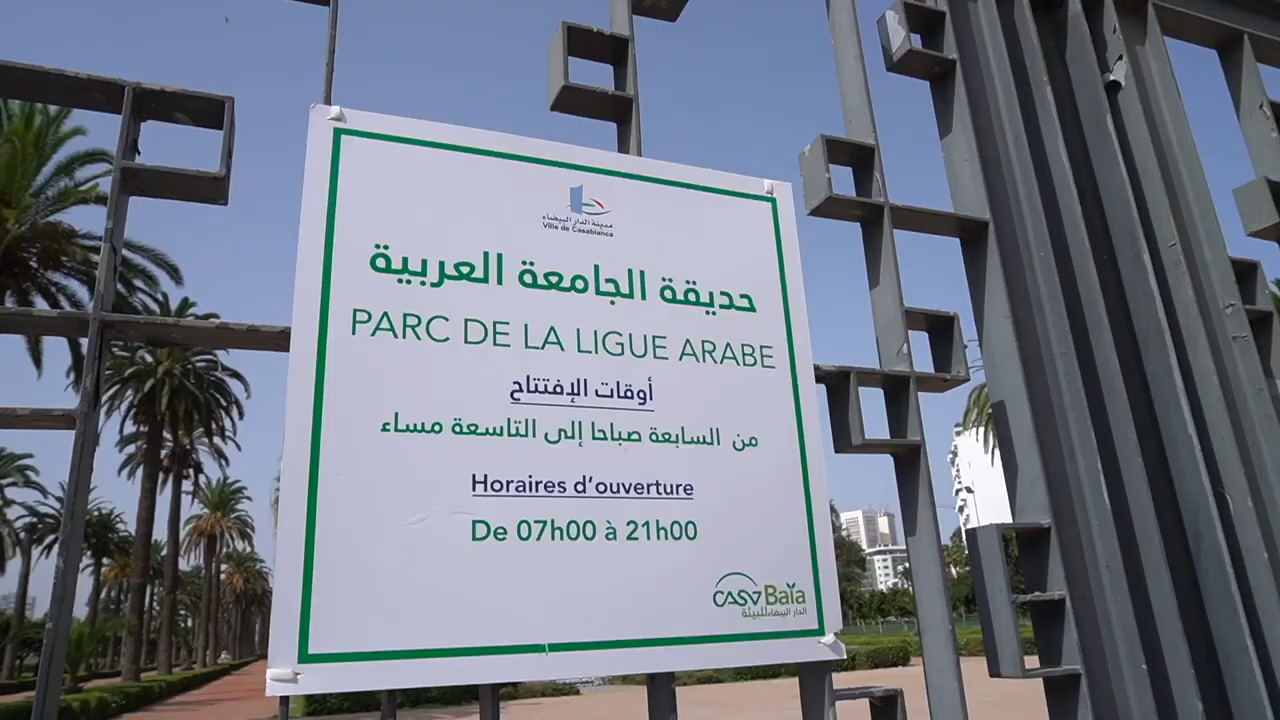 مدينة الدار البيضاء
Ville de Casablanca
حديقة الجامعة العربية
PARC DE LA LIGUE ARABE
أوقات الإفتتاح
من السابعة صباحا إلى التاسعة مساء
Horaires d'ouverture
De 07h00 à 21h00
CASA Baïa
الدار البيضاء للبيئة